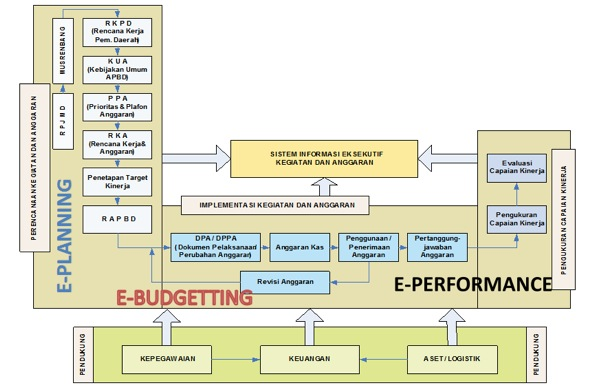 R K P D
(Rencana Kerja
Pem. Daerah)
MUSRENBANG
K U A
(Kebijakan Umum
APBD)
R P J M D
P P A
(Prioritas & Plafon
Anggaran)
R K A
(Rencana Kerja&
Anggaran)
Penetapan Target
Kinerja
R A P B D
PERENCANAAN KEGIATAN DAN ANGGARAN
E-PLANNING
SISTEM INFORMASI EKSEKUTIF
KEGIATAN DAN ANGGARAN
IMPLEMENTASI KEGIATAN DAN ANGGARAN
DPA / DPPA
( Dokumen Pelaksanaan/
Perubahan Anggaran)
Anggaran Kas
Penggunaan /
Penerimaan
Anggaran
Pertanggung-
jawaban
Anggaran
Revisi Anggaran
E-BUDGETTING
E-PERFORMANCE
Evaluasi
Capaian Kinerja
Pengukuran
Capaian Kinerja
PENGUKURAN CAPAIAN KINERJA
PENDUKUNG
KEPEGAWAIAN
KEUANGAN
ASET / LOGISTIK
PENDUKUNG